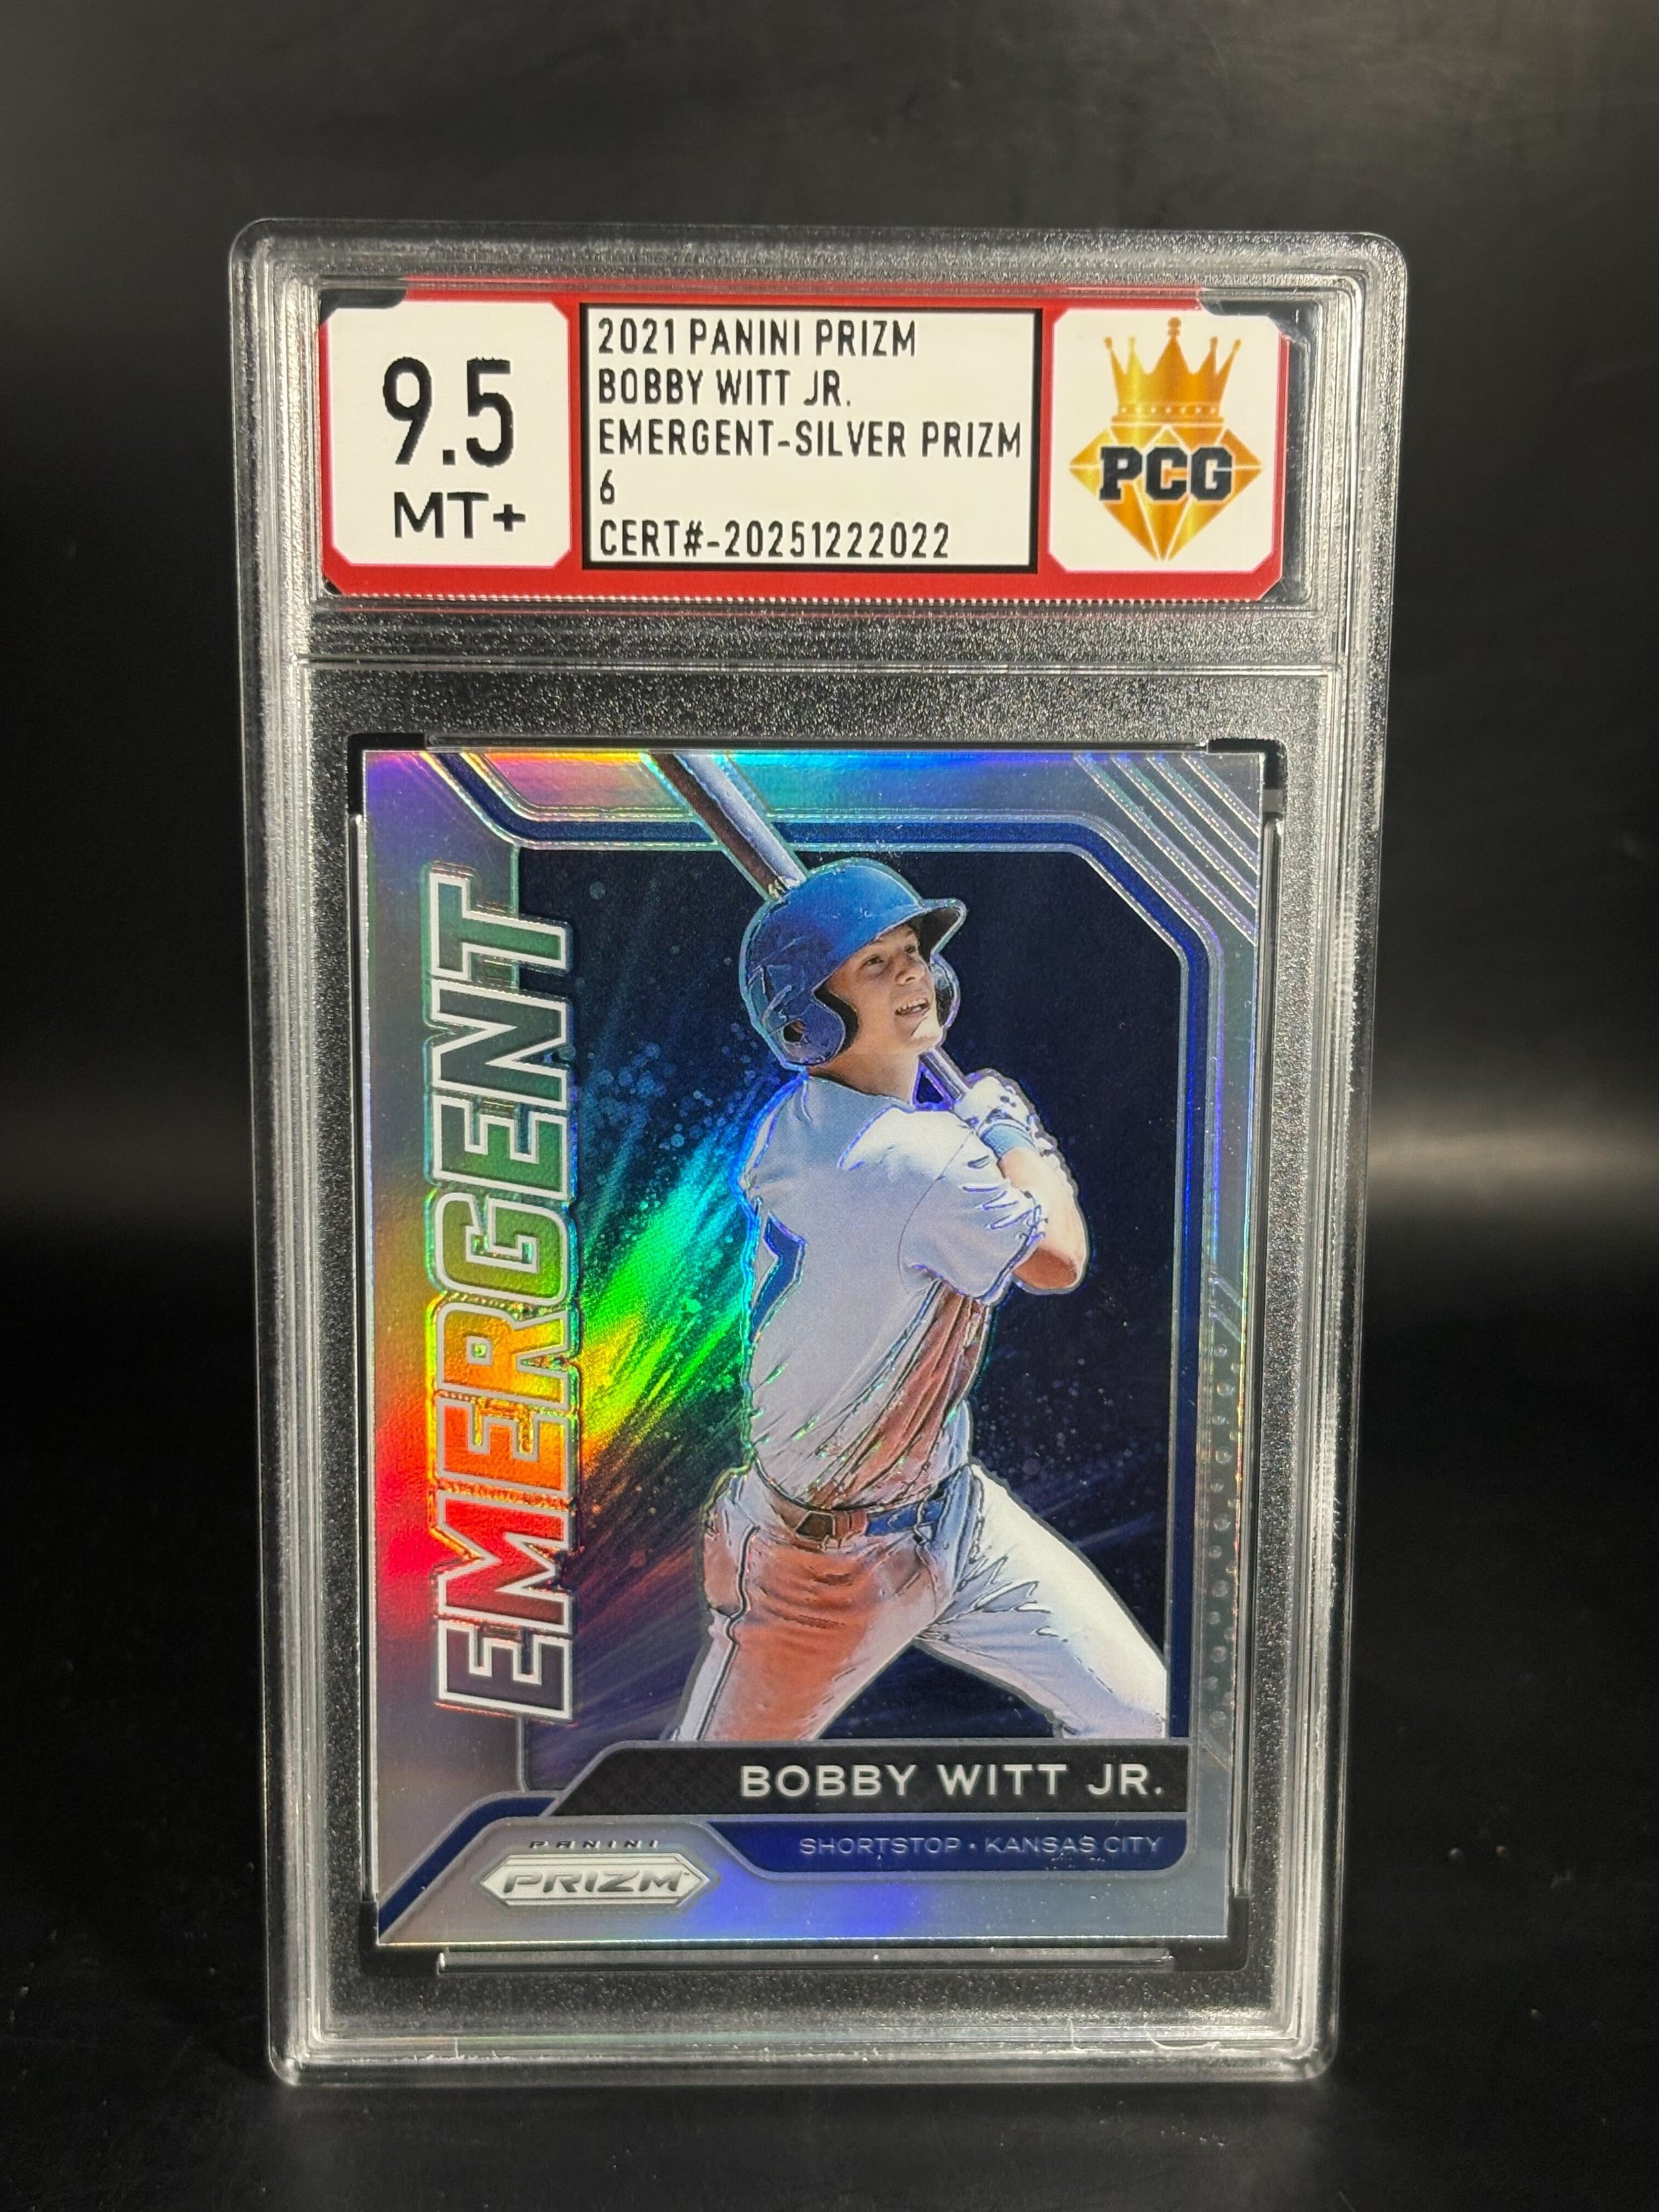 9.5
MT+
2021 PANINI PRIZM
BOBBY WITT JR.
EMERGENT-SILVER PRIZM
6
CERT#-20251222022
PCG
EMERGENT
BOBBY WITT JR.
SHORTSTOP • KANSAS CITY
PANINI
PRIZM